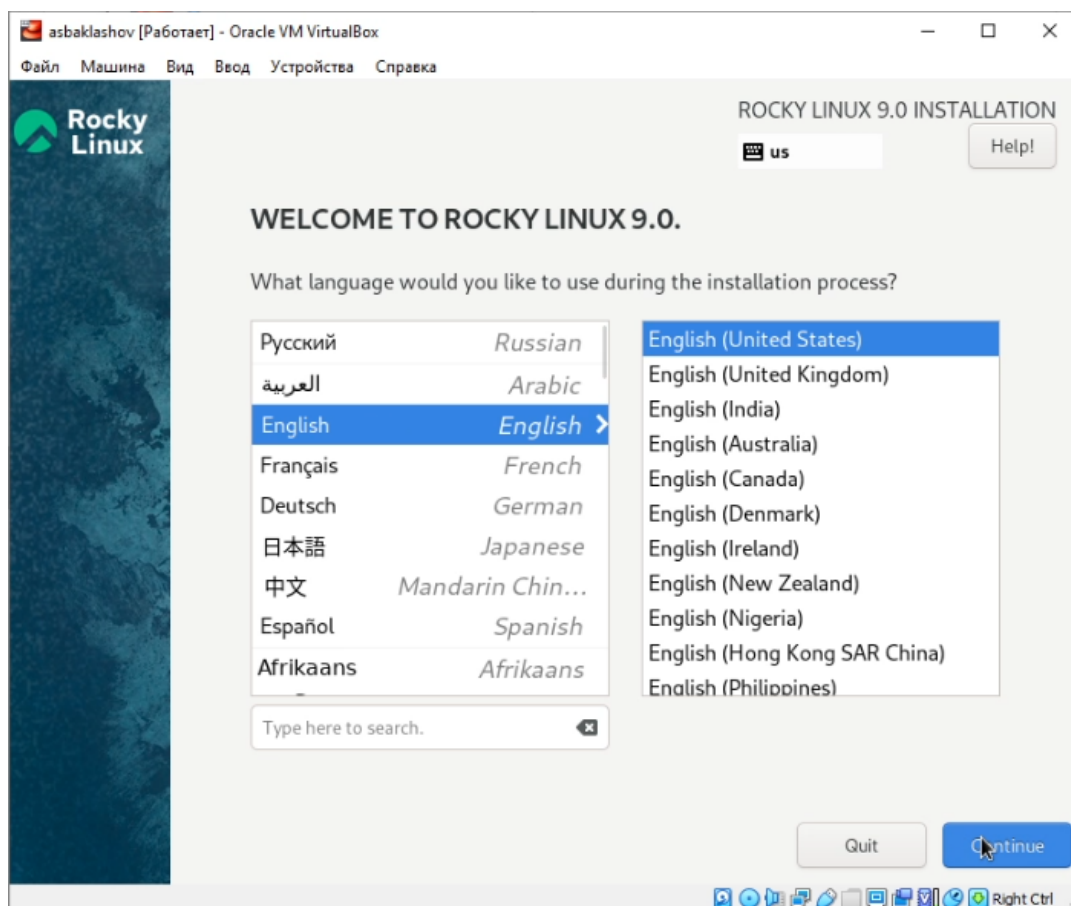 asbaklashov [Работает] - Oracle VM VirtualBox
Файл Машина Вид Ввод Устройства Справка
Rocky
Linux
ROCKY LINUX 9.0 INSTALLATION
us
Help!
WELCOME TO ROCKY LINUX 9.0.
What language would you like to use during the installation process?
Русский Russian
العربية Arabic
English English
Français French
Deutsch German
日本語 Japanese
中文 Mandarin Chin...
Español Spanish
Afrikaans Afrikaans
Type here to search.
English (United States)
English (United Kingdom)
English (India)
English (Australia)
English (Canada)
English (Denmark)
English (Ireland)
English (New Zealand)
English (Nigeria)
English (Hong Kong SAR China)
English (Philippines)
Quit
Continue
Right Ctrl